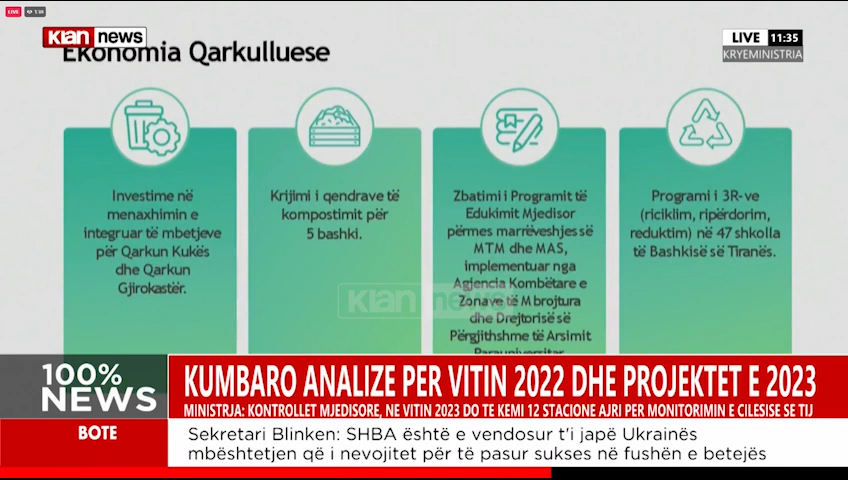 LIVE 1.1K
Klan news
Ekonomia Qarkulluese
LIVE 11:35
KRYEMINISTRIA
Investime në
menaxhimin e
integruar të mbetjeve
për Qarkun Kukës
dhe Qarkun
Gjirokastër.
Krijimi i qendrave të
kompostimit për
5 bashki.
Zbatimi i Programit të
Edukimit Mjedisor
përmes marrëveshjes së
MTM dhe MAS,
implementuar nga
Agjencia Kombëtare e
Zonave të Mbrojtura
dhe Drejtorisë së
Përgjithshme të Arsimit
Parauniversitar
Programi i 3R-ve
(riciklim, ripërdorim,
reduktim) në 47 shkolla
të Bashkisë së Tiranës.
Klan news
100%
NEWS
KUMBARO ANALIZE PER VITIN 2022 DHE PROJEKTET E 2023
MINISTRJA: KONTROLLET MJEDISORE, NE VITIN 2023 DO TE KEMI 12 STACIONE AJRI PER MONITORIMIN E CILESISE SE TIJ
BOTE
Sekretari Blinken: SHBA është e vendosur t'i japë Ukrainës
mbështetjen që i nevojitet për të pasur sukses në fushën e betejës